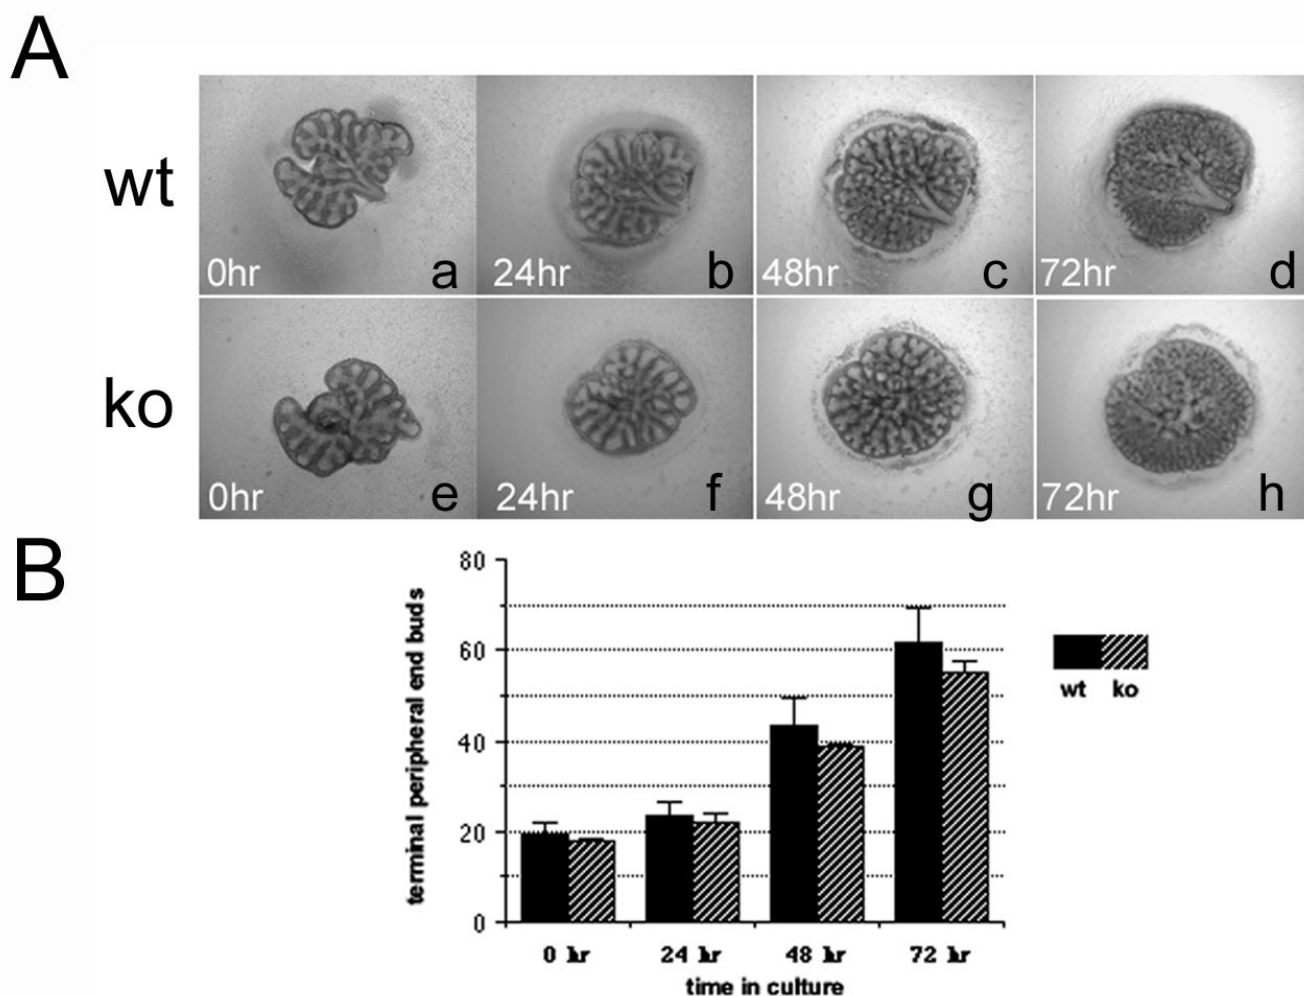 A
wt
0hr a 24hr b 48hr c 72hr d
ko
0hr e 24hr f 48hr g 72hr h
B
80
60
40
20
0
terminal peripheral end buds
0 hr 24 hr 48 hr 72 hr
time in culture
wt ko